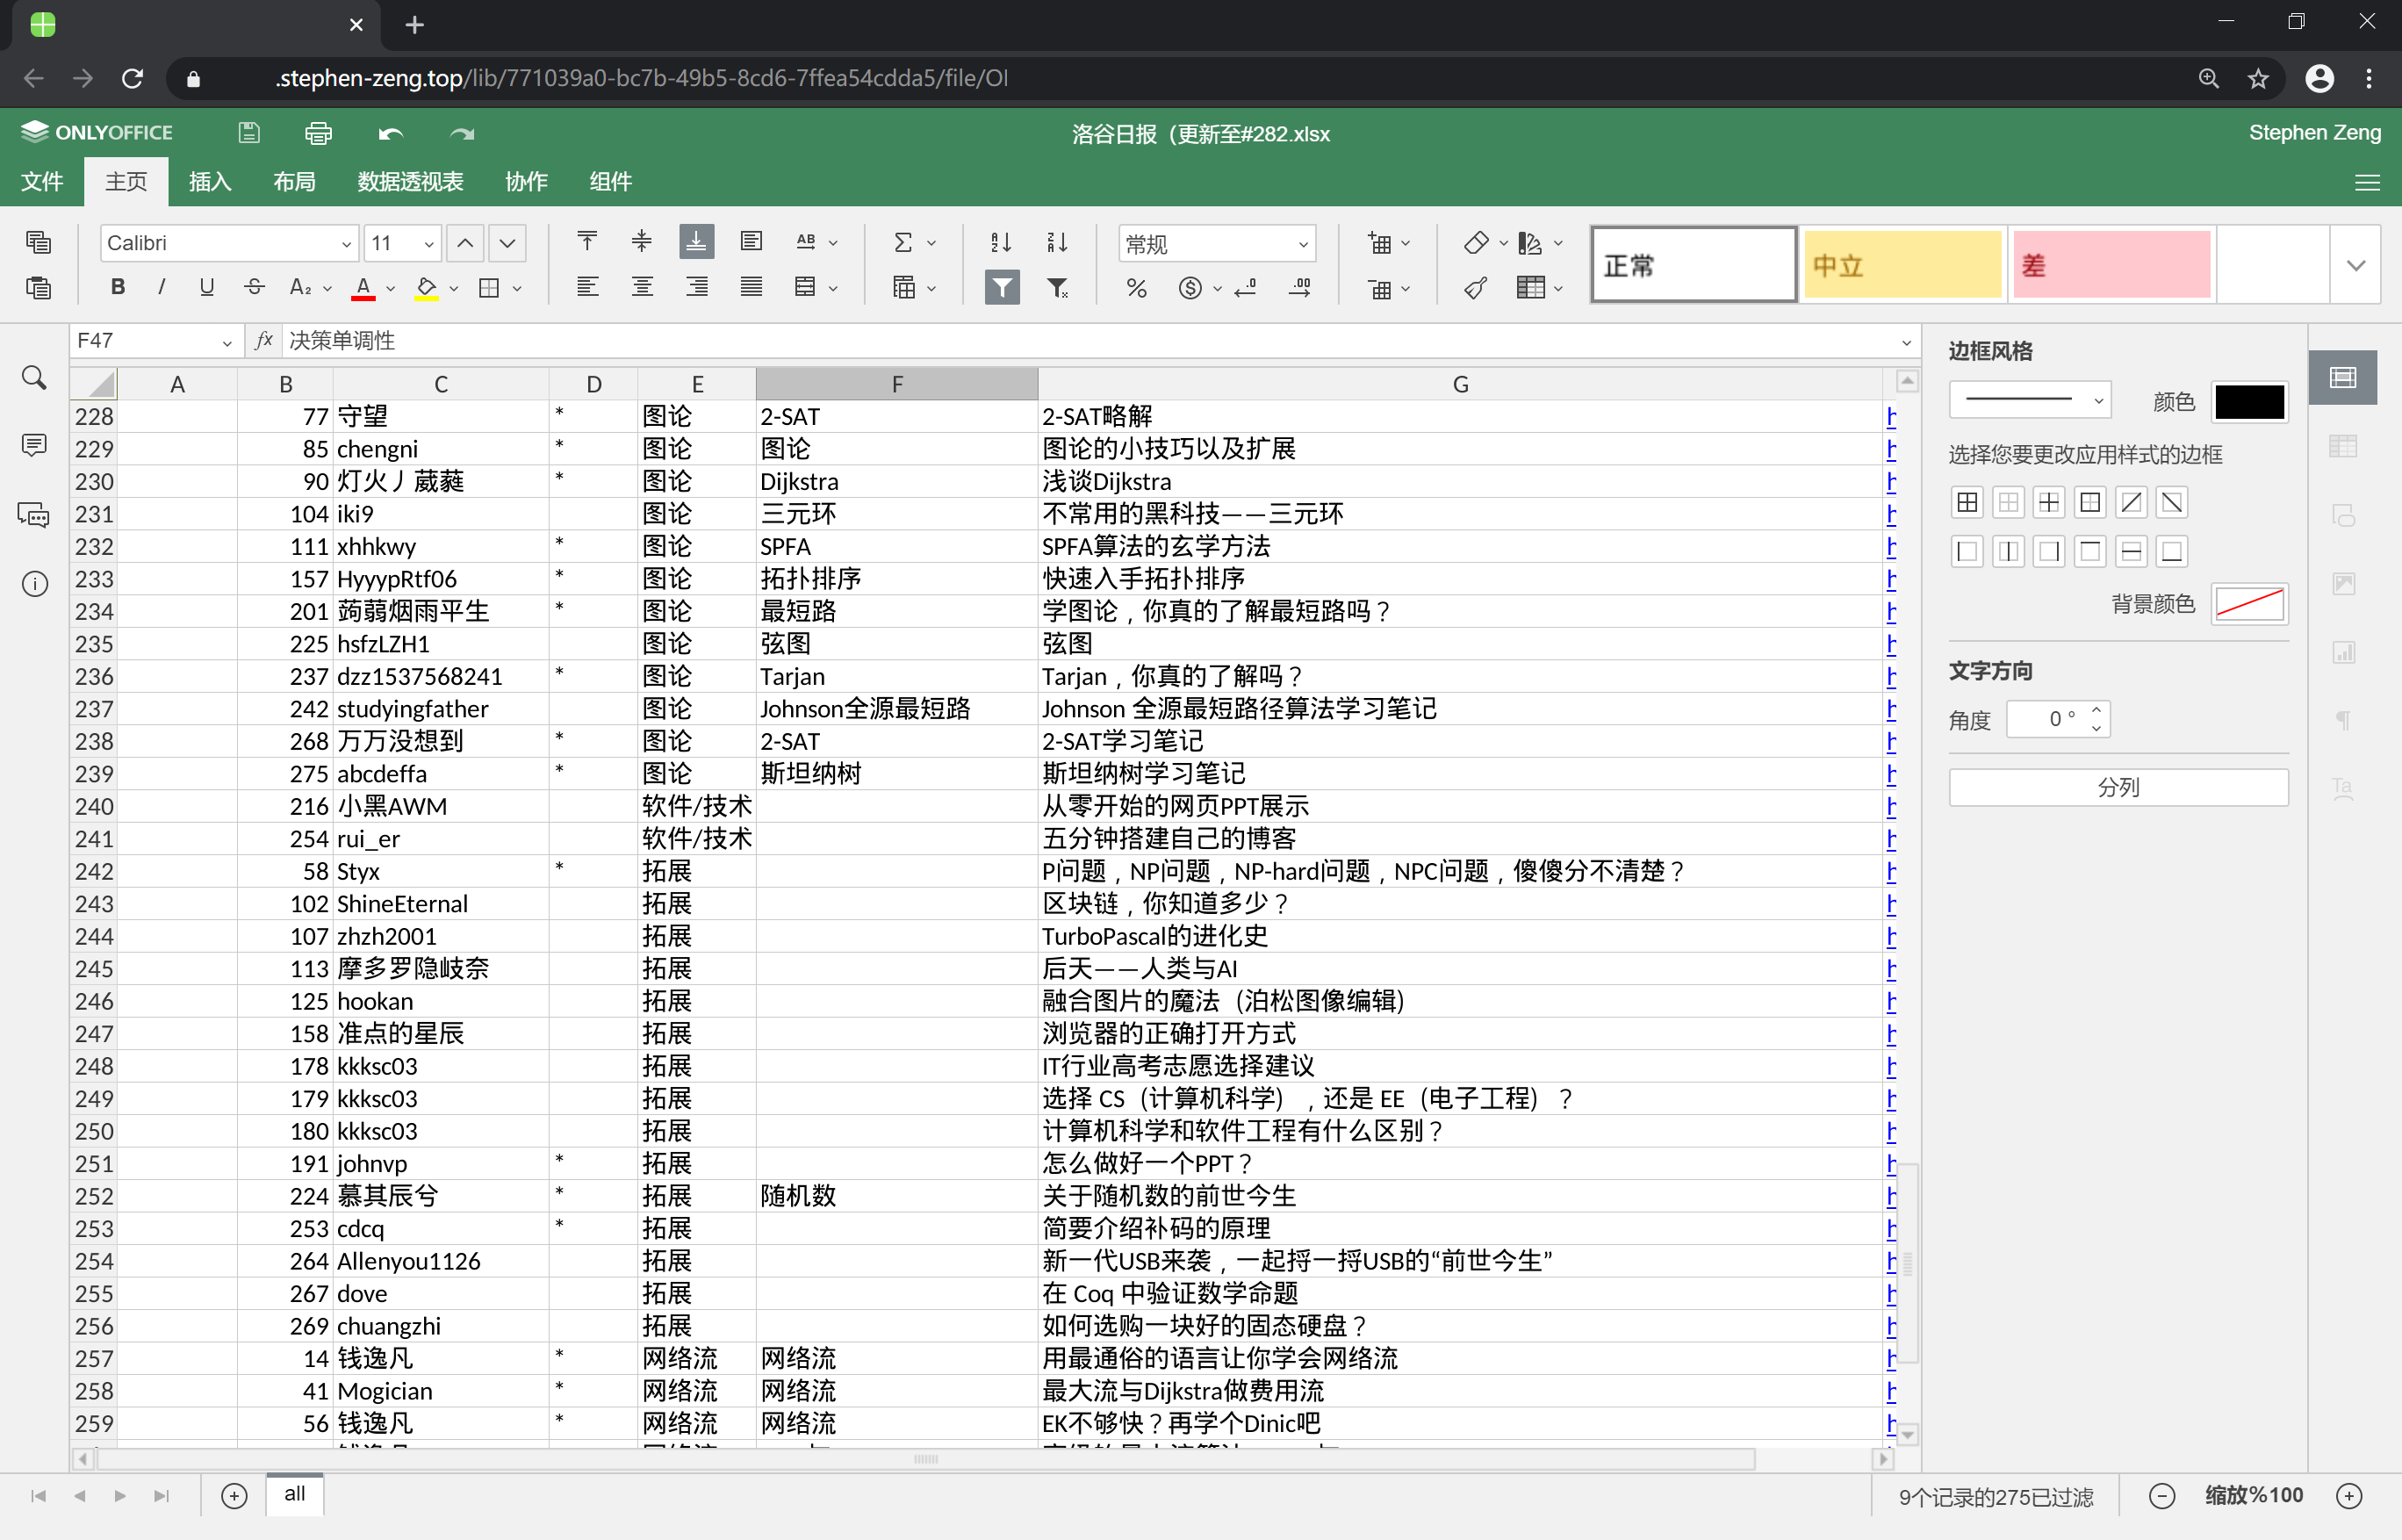 .stephen-zeng.top/lib/771039a0-bc7b-49b5-8cd6-7ffea54cdda5/file/Ol
ONLYOFFICE 洛谷日报（更新至#282.xlsx Stephen Zeng
文件 主页 插入 布局 数据透视表 协作 组件
Calibri 11 常规 正常 中立 差
F47 fx 决策单调性
A B C D E F G
228 77 守望 * 图论 2-SAT 2-SAT略解
229 85 chengni * 图论 图论 图论的小技巧以及扩展
230 90 灯火丿葳蕤 * 图论 Dijkstra 浅谈Dijkstra
231 104 iki9 图论 三元环 不常用的黑科技——三元环
232 111 xhhkwy * 图论 SPFA SPFA算法的玄学方法
233 157 HyyypRtf06 * 图论 拓扑排序 快速入手拓扑排序
234 201 蒟蒻烟雨平生 * 图论 最短路 学图论，你真的了解最短路吗？
235 225 hsfzLZH1 图论 弦图 弦图
236 237 dzz1537568241 * 图论 Tarjan Tarjan，你真的了解吗？
237 242 studyingfather 图论 Johnson全源最短路 Johnson 全源最短路径算法学习笔记
238 268 万万没想到 * 图论 2-SAT 2-SAT学习笔记
239 275 abcdeffa * 图论 斯坦纳树 斯坦纳树学习笔记
240 216 小黑AWM 软件/技术 从零开始的网页PPT展示
241 254 rui_er 软件/技术 五分钟搭建自己的博客
242 58 Styx * 拓展 P问题，NP问题，NP-hard问题，NPC问题，傻傻分不清楚？
243 102 ShineEternal 拓展 区块链，你知道多少？
244 107 zhzh2001 拓展 TurboPascal的进化史
245 113 摩多罗隐岐奈 拓展 后天——人类与AI
246 125 hookan 拓展 融合图片的魔法（泊松图像编辑）
247 158 准点的星辰 拓展 浏览器的正确打开方式
248 178 kkksc03 拓展 IT行业高考志愿选择建议
249 179 kkksc03 拓展 选择 CS（计算机科学），还是 EE（电子工程）？
250 180 kkksc03 拓展 计算机科学和软件工程有什么区别？
251 191 johnvp * 拓展 怎么做好一个PPT？
252 224 慕其辰兮 * 拓展 随机数 关于随机数的前世今生
253 253 cdcq * 拓展 简要介绍补码的原理
254 264 Allenyou1126 拓展 新一代USB来袭，一起捋一捋USB的“前世今生”
255 267 dove 拓展 在 Coq 中验证数学命题
256 269 chuangzhi 拓展 如何选购一块好的固态硬盘？
257 14 钱逸凡 * 网络流 网络流 用最通俗的语言让你学会网络流
258 41 Mogician * 网络流 网络流 最大流与Dijkstra做费用流
259 56 钱逸凡 * 网络流 网络流 EK不够快？再学个Dinic吧
边框风格
颜色
选择您要更改应用样式的边框
背景颜色
文字方向
角度 0 °
分列
all 9个记录的275已过滤 缩放%100